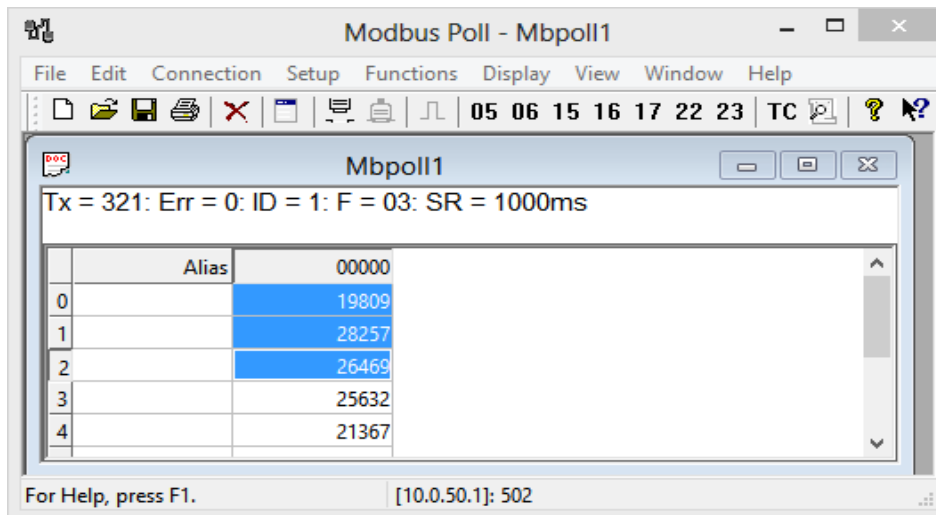 Modbus Poll - Mbpoll1
File Edit Connection Setup Functions Display View Window Help
05 06 15 16 17 22 23 TC
Mbpoll1
Tx = 321: Err = 0: ID = 1: F = 03: SR = 1000ms
Alias 00000
0 19809
1 28257
2 26469
3 25632
4 21367
For Help, press F1. [10.0.50.1]: 502